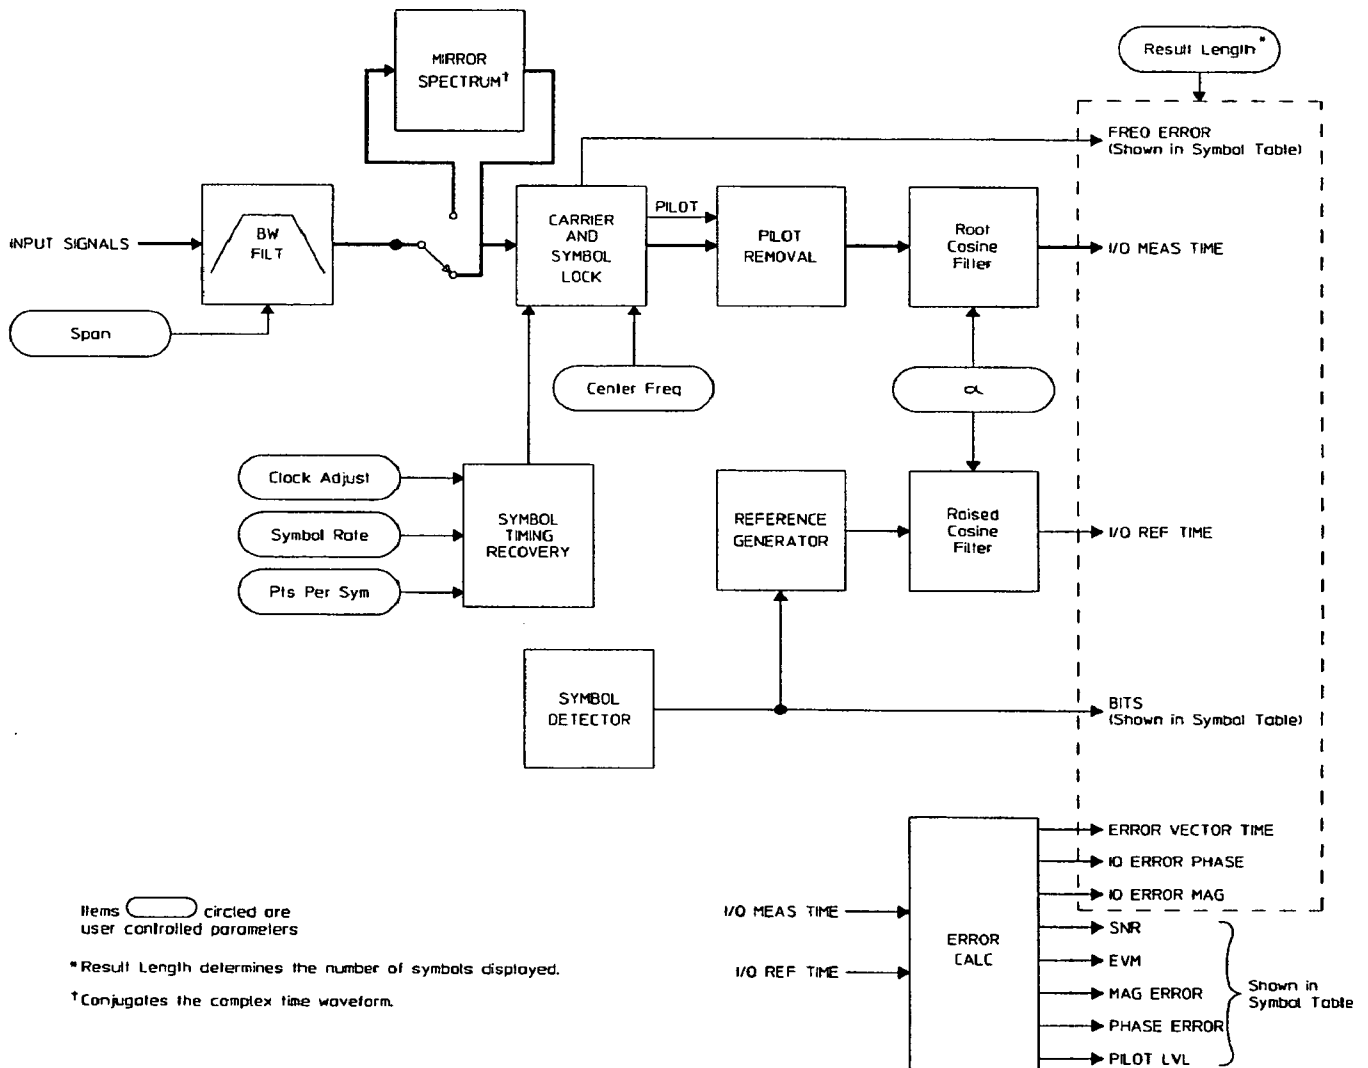 MIRROR
SPECTRUM†
Result Length*
FREQ ERROR
(Shown in Symbol Table)
INPUT SIGNALS
BW
FILT
CARRIER
AND
SYMBOL
LOCK
PILOT
PILOT
REMOVAL
Root
Cosine
Filter
I/Q MEAS TIME
Span
Center Freq
α
Clock Adjust
Symbol Rate
Pts Per Sym
SYMBOL
TIMING
RECOVERY
REFERENCE
GENERATOR
Raised
Cosine
Filter
I/Q REF TIME
SYMBOL
DETECTOR
BITS
(Shown in Symbol Table)
ERROR VECTOR TIME
IQ ERROR PHASE
IQ ERROR MAG
I/Q MEAS TIME
I/Q REF TIME
ERROR
CALC
SNR
EVM
MAG ERROR
PHASE ERROR
PILOT LVL
Shown in
Symbol Table
Items circled are
user controlled parameters
*Result Length determines the number of symbols displayed.
†Conjugates the complex time waveform.